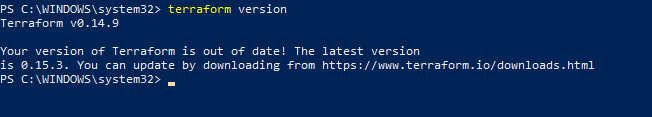 PS C:\WINDOWS\system32> terraform version
Terraform v0.14.9
Your version of Terraform is out of date! The latest version
is 0.15.3. You can update by downloading from https://www.terraform.io/downloads.html
PS C:\WINDOWS\system32>